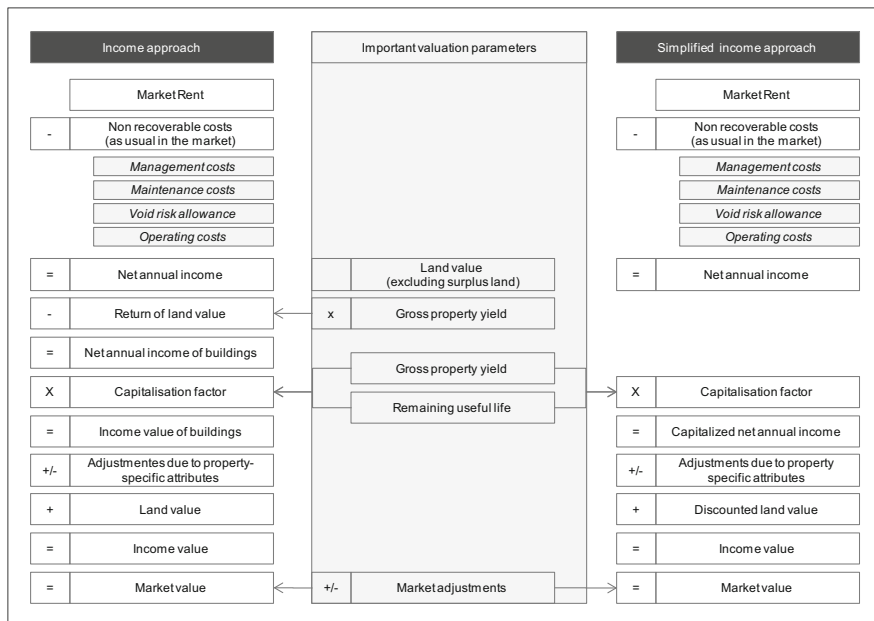 Income approach
Important valuation parameters
Simplified income approach
Market Rent
Market Rent
-
Non recoverable costs
(as usual in the market)
-
Non recoverable costs
(as usual in the market)
Management costs
Management costs
Maintenance costs
Maintenance costs
Void risk allowance
Void risk allowance
Operating costs
Operating costs
=
Net annual income
Land value
(excluding surplus land)
=
Net annual income
-
Return of land value
x
Gross property yield
=
Net annual income of buildings
Gross property yield
X
Capitalisation factor
X
Capitalisation factor
Remaining useful life
=
Income value of buildings
=
Capitalized net annual income
+/-
Adjustmentes due to property-
specific attributes
+/-
Adjustments due to property
specific attributes
+
Land value
+
Discounted land value
=
Income value
=
Income value
=
Market value
+/-
Market adjustments
=
Market value